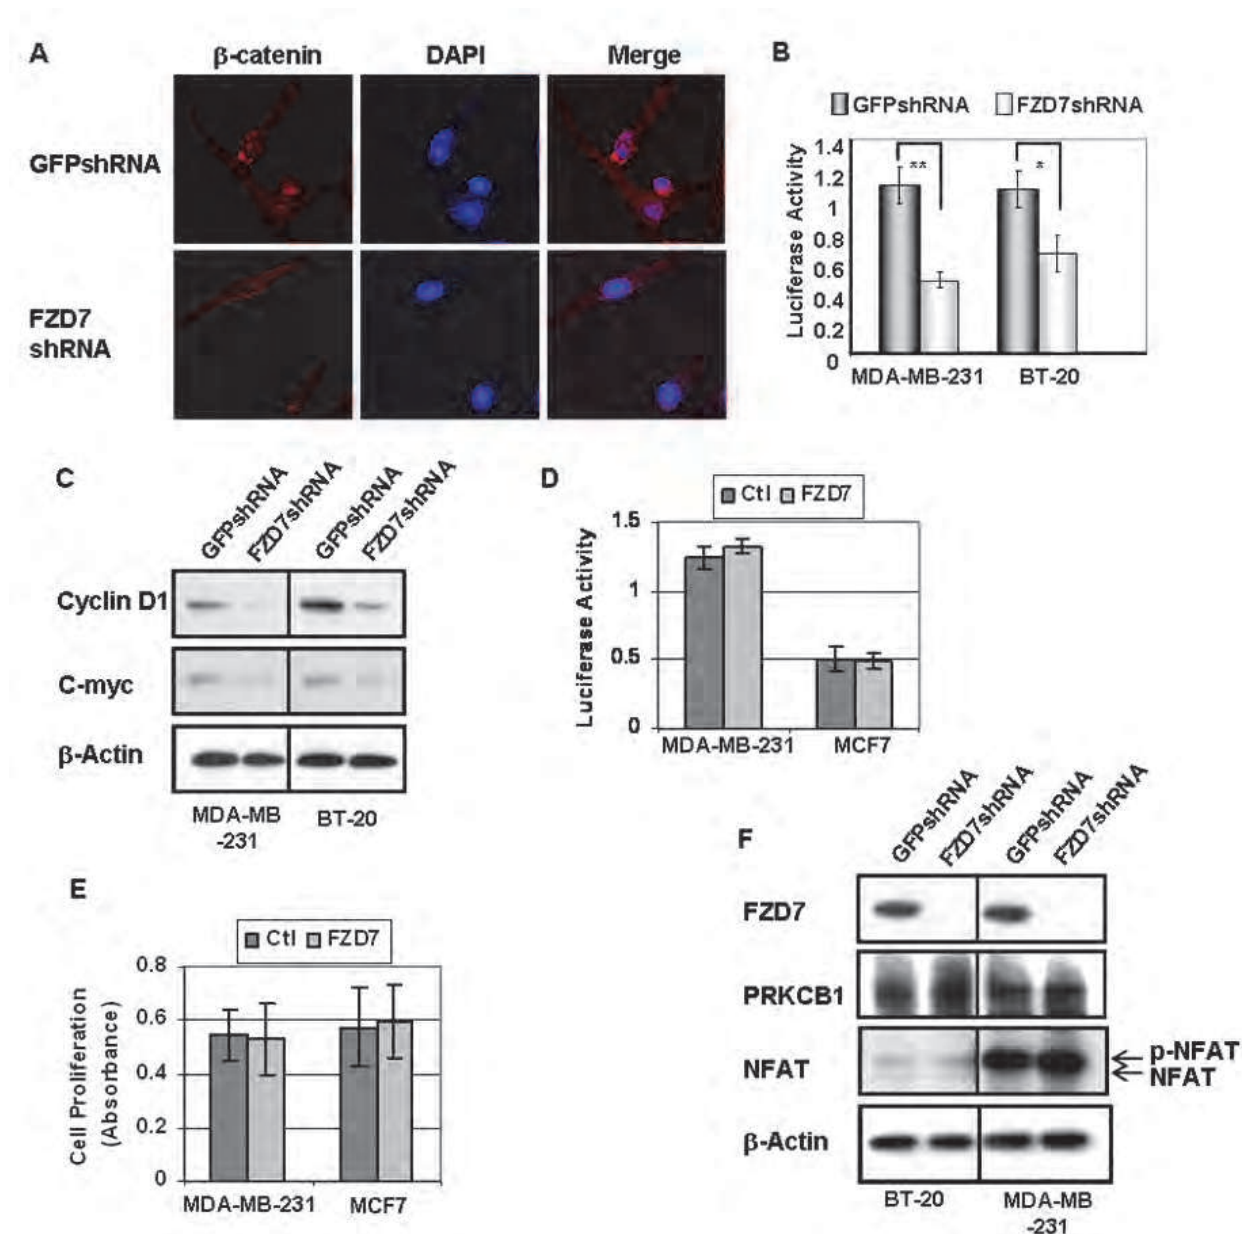 A
β-catenin DAPI Merge
GFPshRNA
FZD7
shRNA
B
GFPshRNA FZD7shRNA
Luciferase Activity
1.4
1.2
1
0.8
0.6
0.4
0.2
0
** *
MDA-MB-231 BT-20
C
GFPshRNA FZD7shRNA GFPshRNA FZD7shRNA
Cyclin D1
C-myc
β-Actin
MDA-MB
-231
BT-20
D
Ctl FZD7
Luciferase Activity
1.5
1
0.5
0
MDA-MB-231 MCF7
E
Ctl FZD7
Cell Proliferation
(Absorbance)
0.8
0.6
0.4
0.2
0
MDA-MB-231 MCF7
F
GFPshRNA FZD7shRNA GFPshRNA FZD7shRNA
FZD7
PRKCB1
NFAT
p-NFAT
NFAT
β-Actin
BT-20
MDA-MB
-231